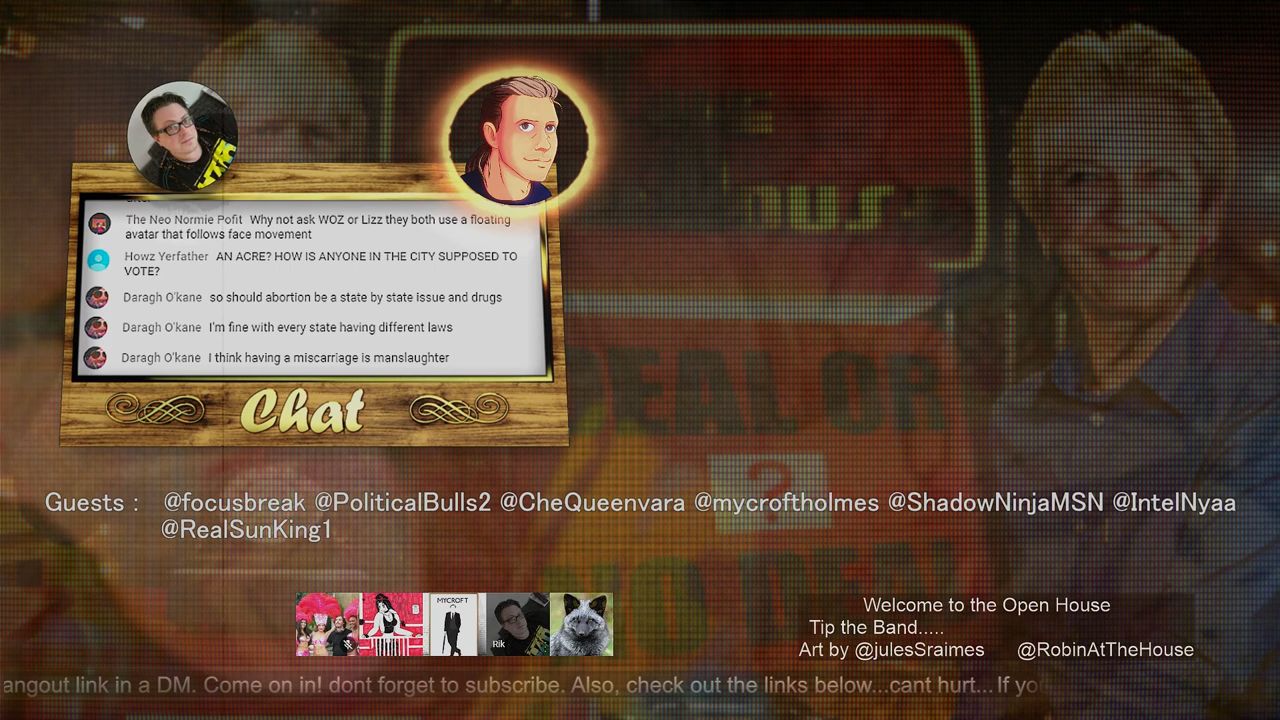 The Neo Normie Pofit Why not ask WOZ or Lizz they both use a floating
avatar that follows face movement
Howz Yerfather AN ACRE? HOW IS ANYONE IN THE CITY SUPPOSED TO
VOTE?
Daragh O'kane so should abortion be a state by state issue and drugs
Daragh O'kane I'm fine with every state having different laws
Daragh O'kane I think having a miscarriage is manslaughter
Chat
Guests : @focusbreak @PoliticalBulls2 @CheQueenvara @mycroftholmes @ShadowNinjaMSN @IntelNyaa
@RealSunKing1
MYCROFT
Rik
Welcome to the Open House
Tip the Band.....
Art by @julesSraimes @RobinAtTheHouse
angout link in a DM. Come on in! dont forget to subscribe. Also, check out the links below...cant hurt... If yo
DEAL OR
?
NO DEAL